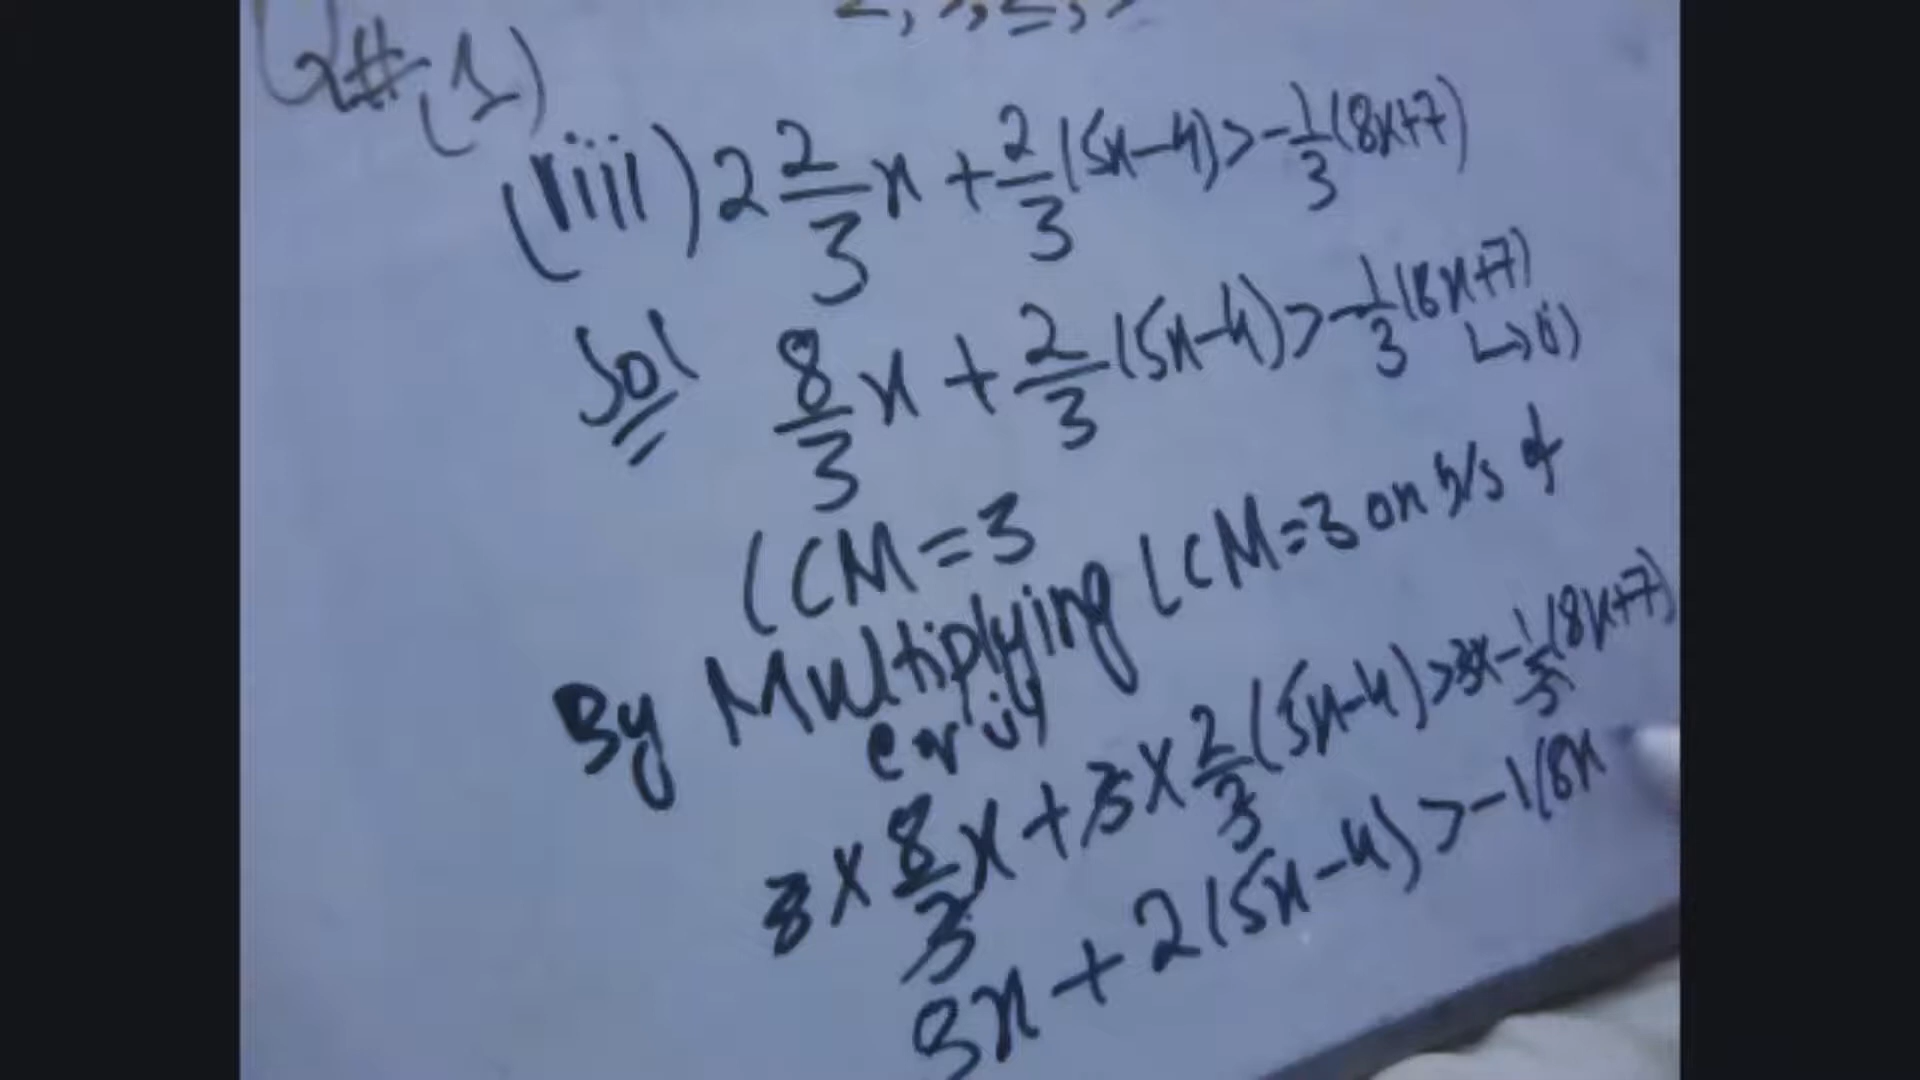 Q#(1)
(viii) 2 2/3 x + 2/3 (5x-4) > -1/3 (8x+7)
Sol 8/3 x + 2/3 (5x-4) > -1/3 (8x+7)
↳(i)
LCM=3
By Multiplying LCM=3 on b/s of
3 × 8/3 x + 3 × 2/3 (5x-4) > 3x -1/3 (8x+7)
8x + 2(5x-4) > -1(8x